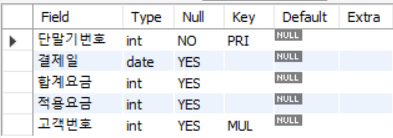 Field Type Null Key Default Extra
단말기번호 int NO PRI NULL
결제일 date YES NULL
합계요금 int YES NULL
적용요금 int YES NULL
고객번호 int YES MUL NULL